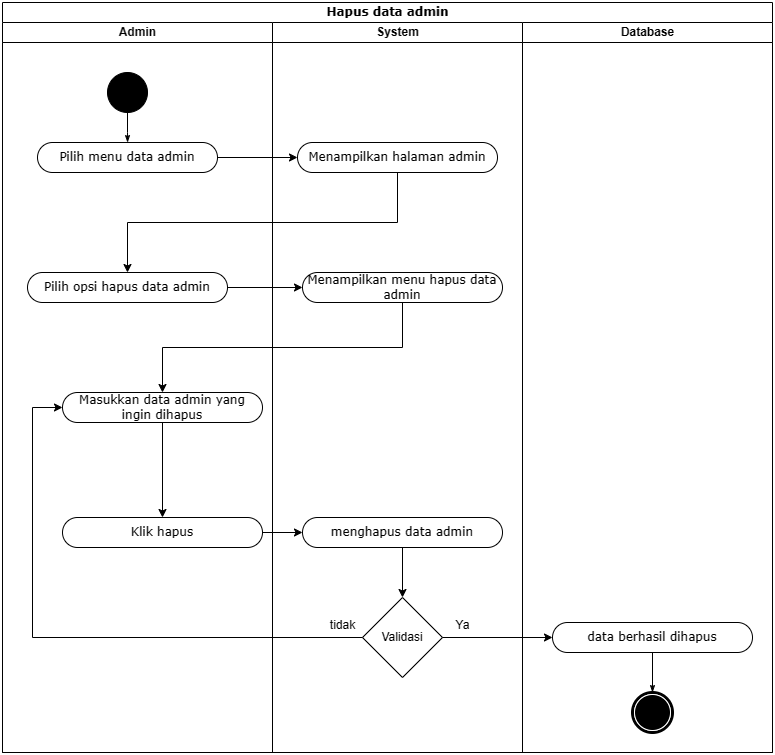 Hapus data admin
Admin
System
Database
Pilih menu data admin
Menampilkan halaman admin
Pilih opsi hapus data admin
Menampilkan menu hapus data
admin
Masukkan data admin yang
ingin dihapus
Klik hapus
menghapus data admin
tidak
Validasi
Ya
data berhasil dihapus